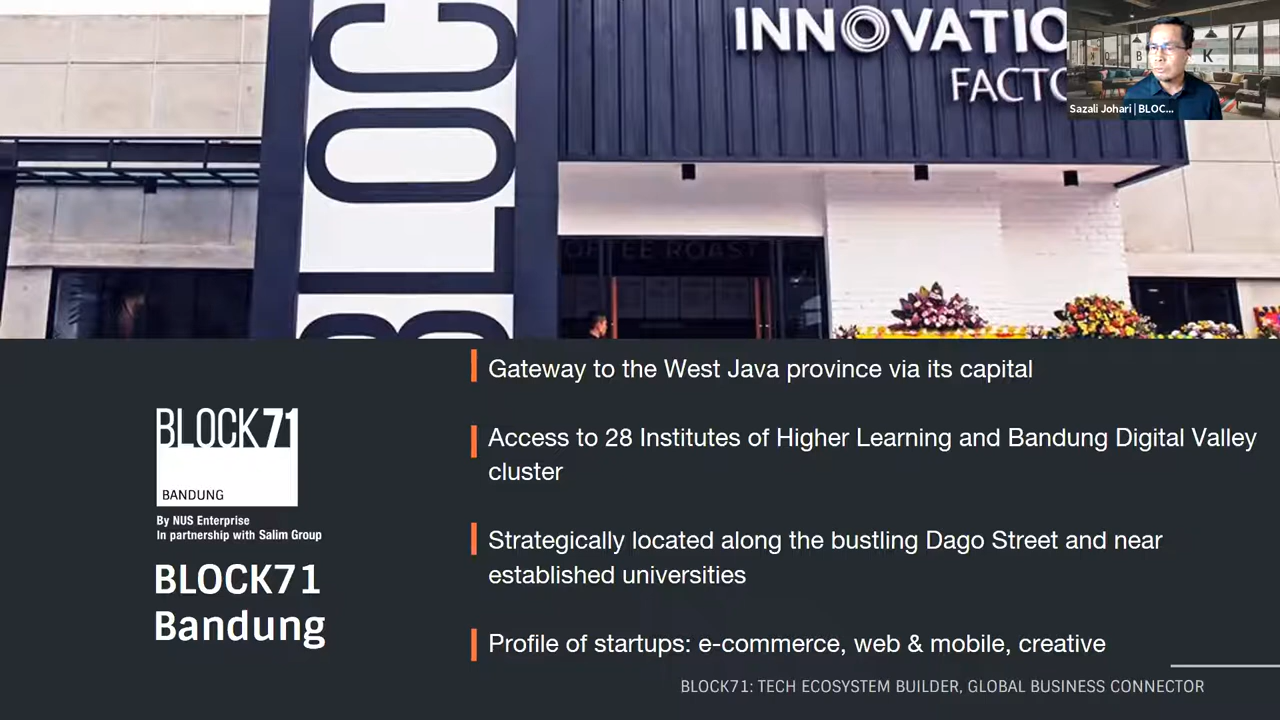 BLOC
INNOVATIO
FACTO
Sazali Johari | BLOC...
OFFEE ROAST
Gateway to the West Java province via its capital
Access to 28 Institutes of Higher Learning and Bandung Digital Valley
cluster
Strategically located along the bustling Dago Street and near
established universities
Profile of startups: e-commerce, web & mobile, creative
BLOCK71
BANDUNG
By NUS Enterprise
In partnership with Salim Group
BLOCK71
Bandung
BLOCK71: TECH ECOSYSTEM BUILDER, GLOBAL BUSINESS CONNECTOR